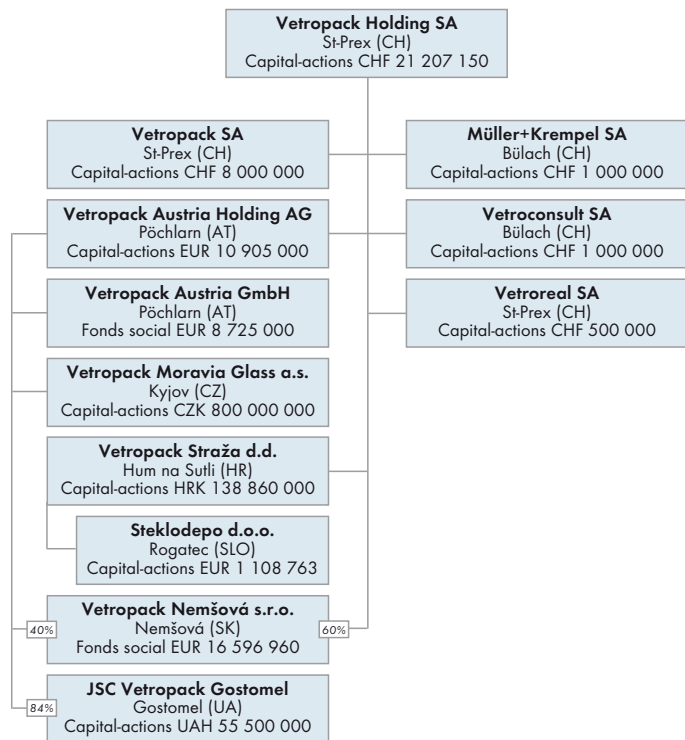 Vetropack Holding SA
St-Prex (CH)
Capital-actions CHF 21 207 150
Vetropack SA
St-Prex (CH)
Capital-actions CHF 8 000 000
Müller+Krempel SA
Bülach (CH)
Capital-actions CHF 1 000 000
Vetropack Austria Holding AG
Pöchlarn (AT)
Capital-actions EUR 10 905 000
Vetroconsult SA
Bülach (CH)
Capital-actions CHF 1 000 000
Vetropack Austria GmbH
Pöchlarn (AT)
Fonds social EUR 8 725 000
Vetroreal SA
St-Prex (CH)
Capital-actions CHF 500 000
Vetropack Moravia Glass a.s.
Kyjov (CZ)
Capital-actions CZK 800 000 000
Vetropack Straža d.d.
Hum na Sutli (HR)
Capital-actions HRK 138 860 000
Steklodepo d.o.o.
Rogatec (SLO)
Capital-actions EUR 1 108 763
Vetropack Nemšová s.r.o.
40%
Nemšová (SK)
60%
Fonds social EUR 16 596 960
JSC Vetropack Gostomel
84%
Gostomel (UA)
Capital-actions UAH 55 500 000